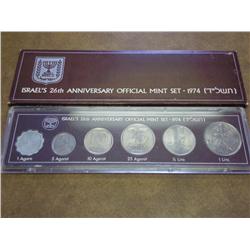 ISRAEL'S 26th ANNIVERSARY OFFICIAL MINT SET · 1974 (תשל"ד)
ISRAEL'S 26th ANNIVERSARY OFFICIAL MINT SET · 1974 (תשל"ד)
1 Agora 5 Agorot 10 Agorot 25 Agorot ½ Lira 1 Lira